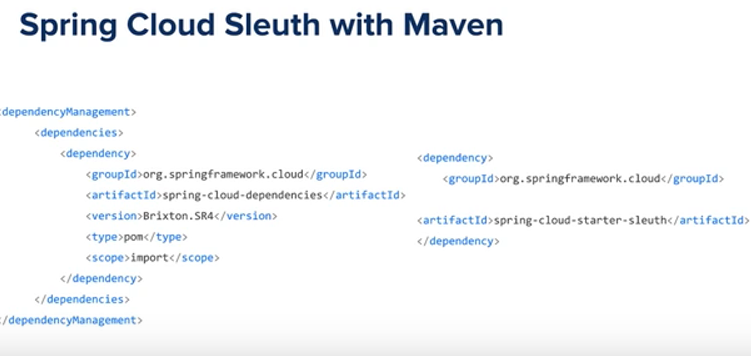 Spring Cloud Sleuth with Maven
<dependencyManagement>
<dependencies>
<dependency>
<groupId>org.springframework.cloud</groupId>
<artifactId>spring-cloud-dependencies</artifactId>
<version>Brixton.SR4</version>
<type>pom</type>
<scope>import</scope>
</dependency>
</dependencies>
</dependencyManagement>
<dependency>
<groupId>org.springframework.cloud</groupId>
<artifactId>spring-cloud-starter-sleuth</artifactId>
</dependency>